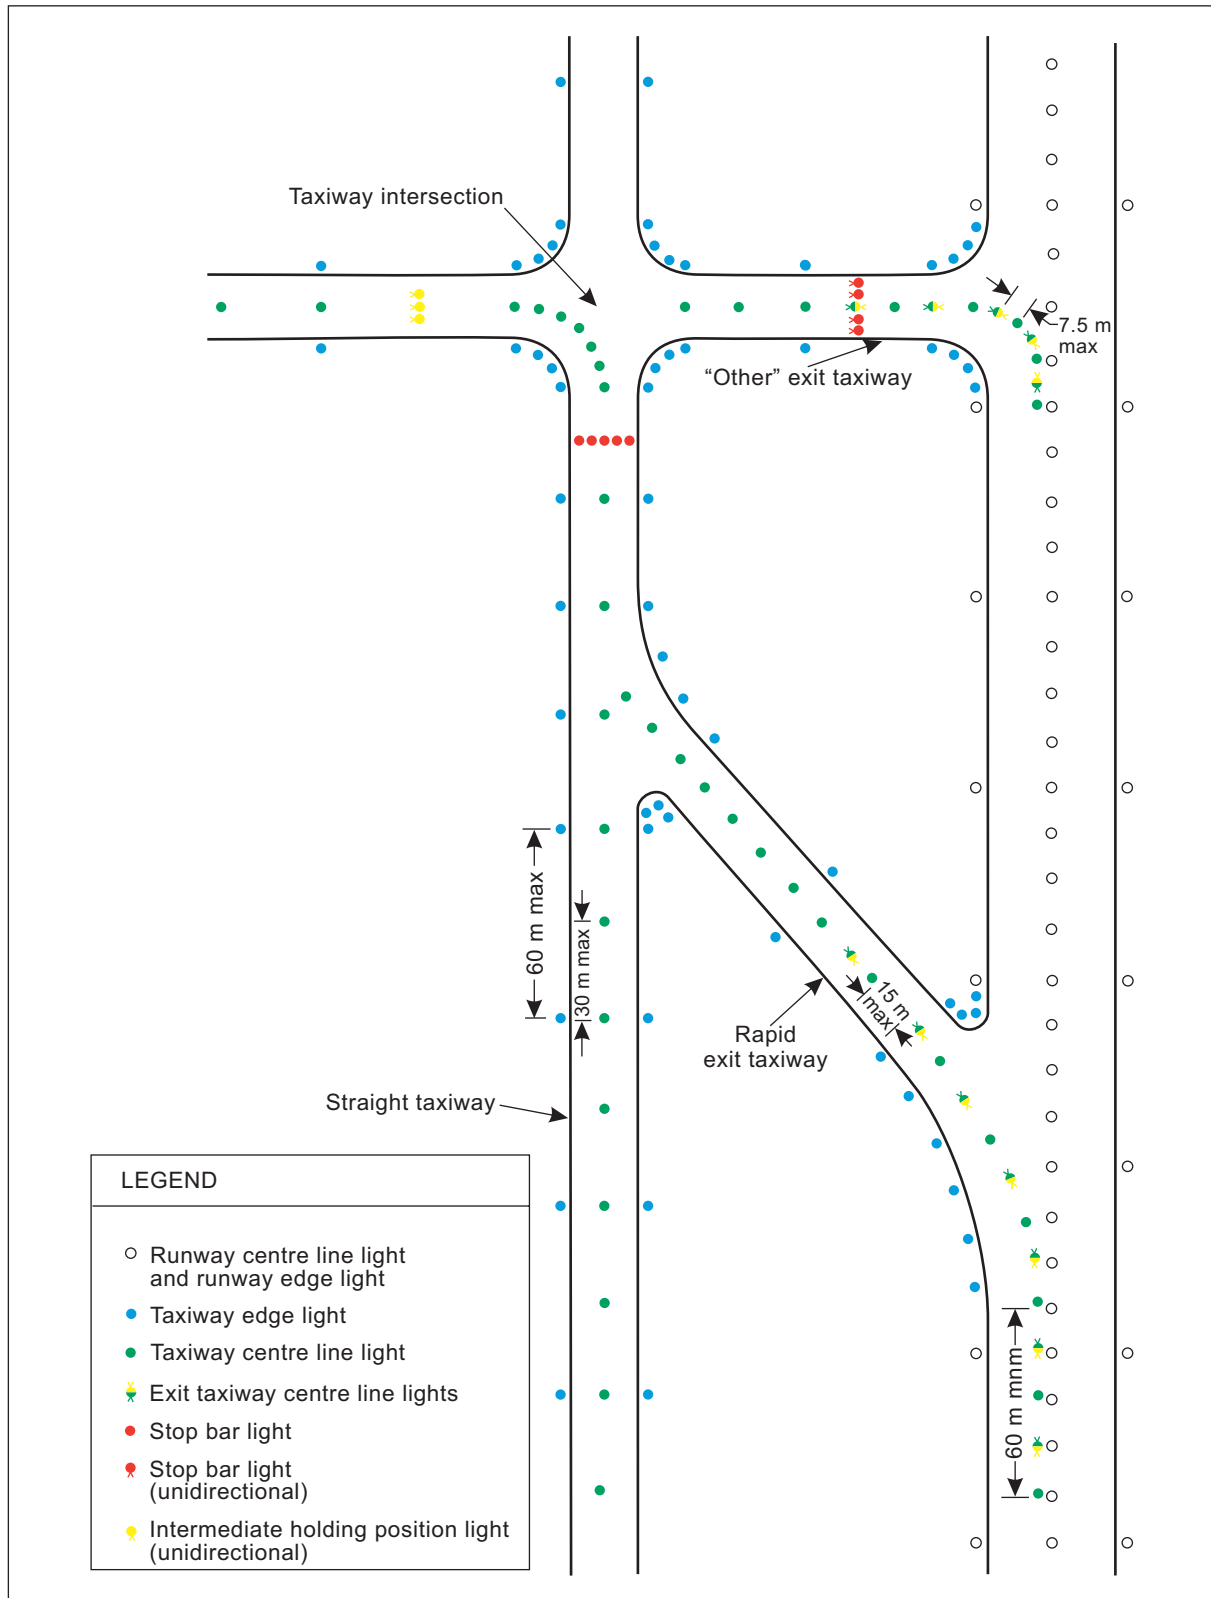 Taxiway intersection
7.5 m
max
“Other” exit taxiway
60 m max
30 m max
15 m
max
Rapid
exit taxiway
Straight taxiway
60 m mnm
LEGEND
Runway centre line light
and runway edge light
Taxiway edge light
Taxiway centre line light
Exit taxiway centre line lights
Stop bar light
Stop bar light
(unidirectional)
Intermediate holding position light
(unidirectional)